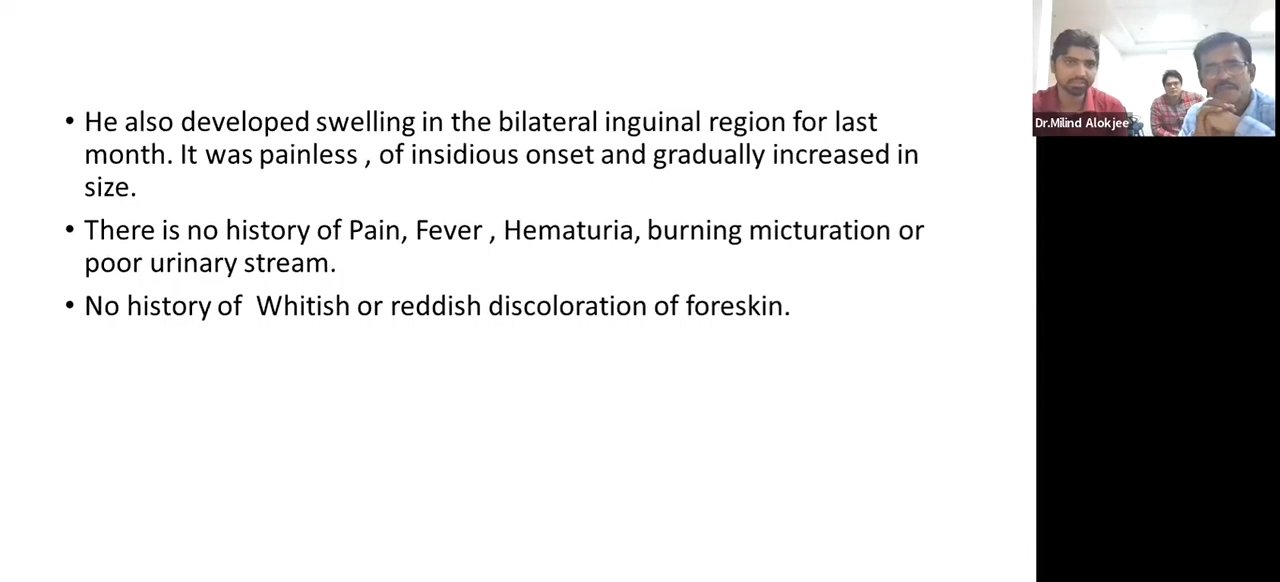 • He also developed swelling in the bilateral inguinal region for last
month. It was painless , of insidious onset and gradually increased in
size.
• There is no history of Pain, Fever , Hematuria, burning micturation or
poor urinary stream.
• No history of  Whitish or reddish discoloration of foreskin.
Dr.Milind Alokjee